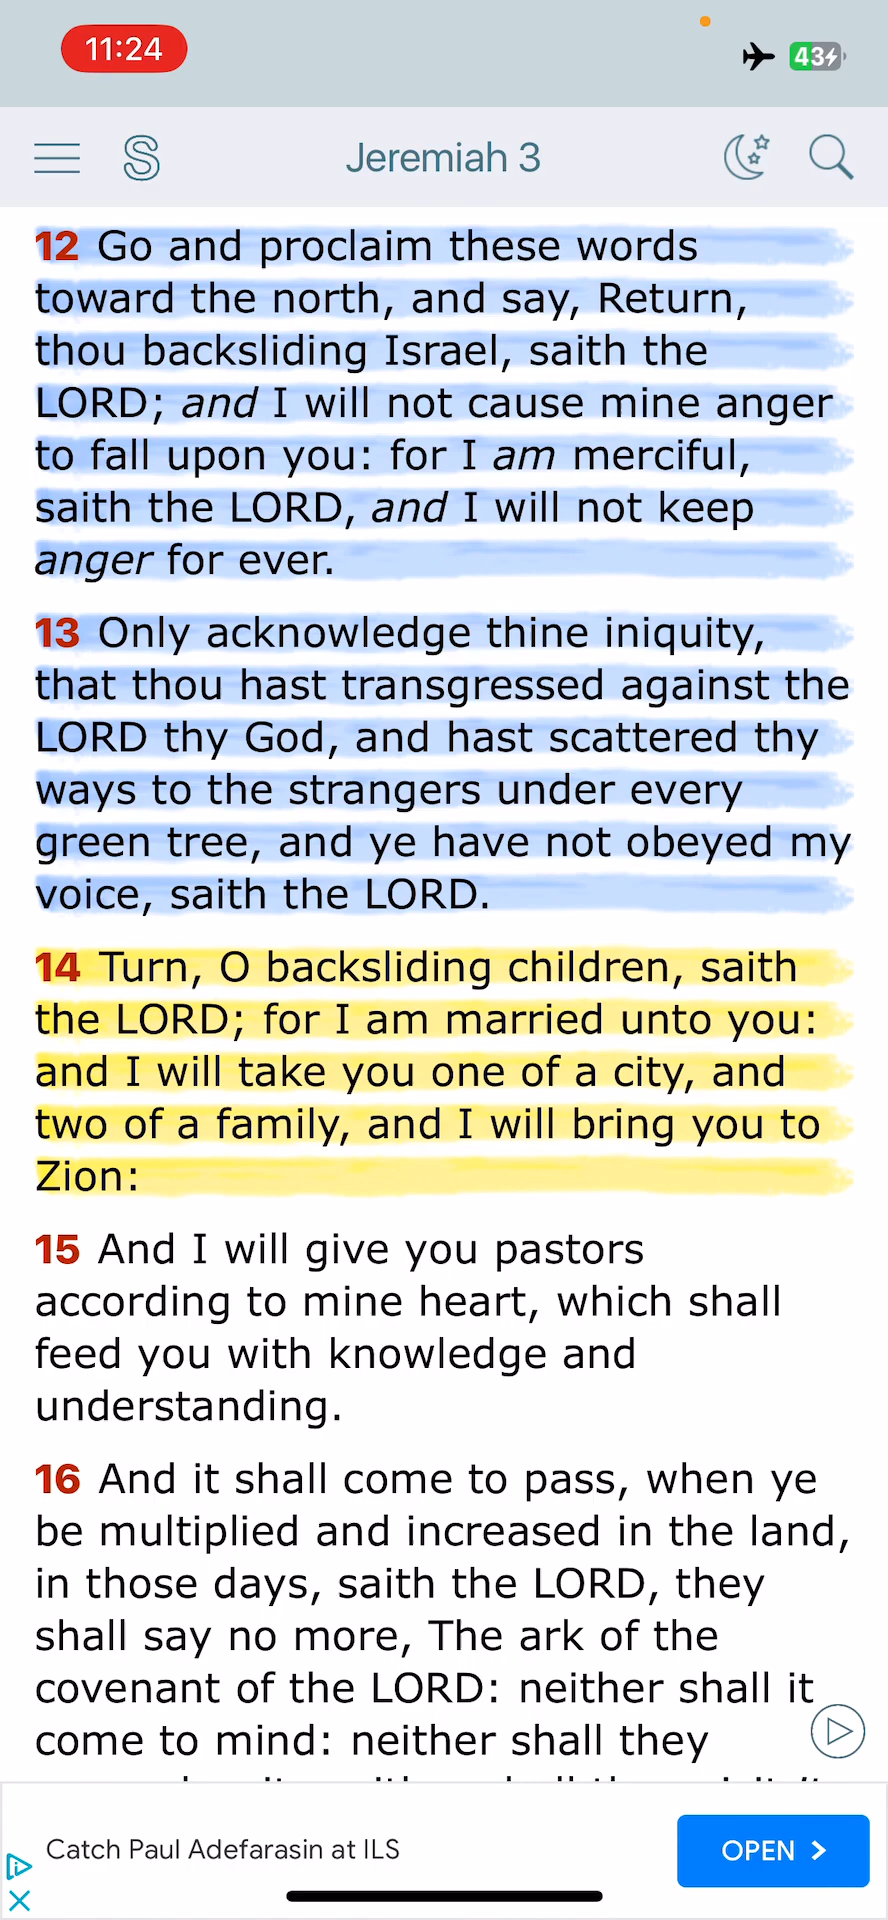 11:24
43
Jeremiah 3
12 Go and proclaim these words
toward the north, and say, Return,
thou backsliding Israel, saith the
LORD; and I will not cause mine anger
to fall upon you: for I am merciful,
saith the LORD, and I will not keep
anger for ever.
13 Only acknowledge thine iniquity,
that thou hast transgressed against the
LORD thy God, and hast scattered thy
ways to the strangers under every
green tree, and ye have not obeyed my
voice, saith the LORD.
14 Turn, O backsliding children, saith
the LORD; for I am married unto you:
and I will take you one of a city, and
two of a family, and I will bring you to
Zion:
15 And I will give you pastors
according to mine heart, which shall
feed you with knowledge and
understanding.
16 And it shall come to pass, when ye
be multiplied and increased in the land,
in those days, saith the LORD, they
shall say no more, The ark of the
covenant of the LORD: neither shall it
come to mind: neither shall they
Catch Paul Adefarasin at ILS
OPEN